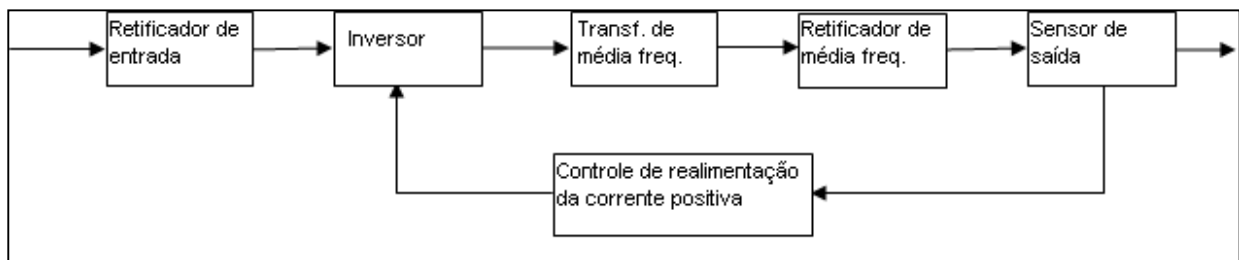 Retificador de
entrada
Inversor
Transf. de
média freq.
Retificador de
média freq.
Sensor de
saída
Controle de realimentação
da corrente positiva